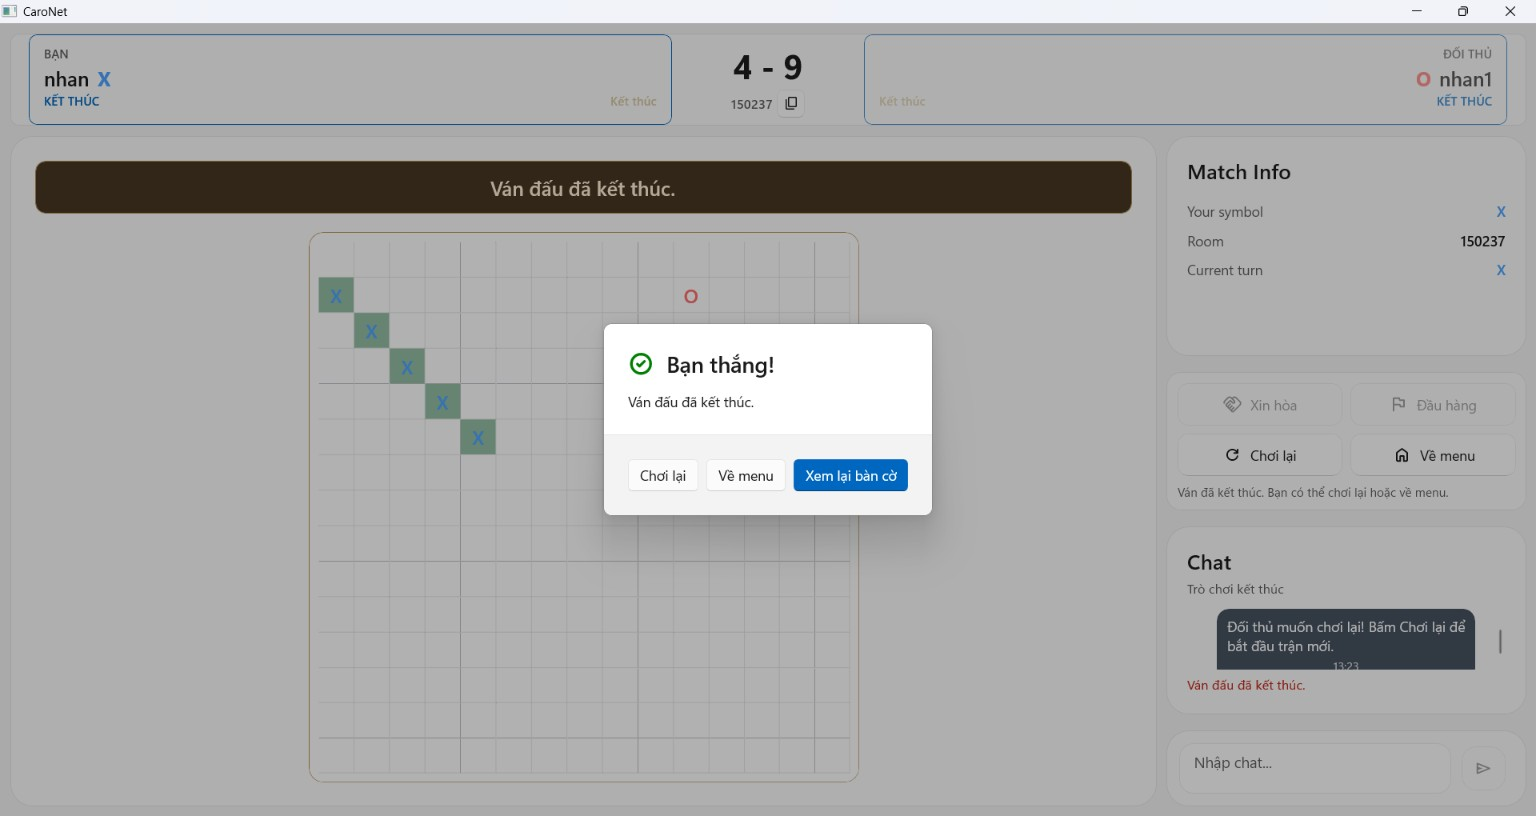 CaroNet
BẠN
nhan X
KẾT THÚC
Kết thúc
4 - 9
150237
Kết thúc
ĐỐI THỦ
O nhan1
KẾT THÚC
Ván đấu đã kết thúc.
X
O
X
X
X
X
Bạn thắng!
Ván đấu đã kết thúc.
Chơi lại
Về menu
Xem lại bàn cờ
Match Info
Your symbol X
Room 150237
Current turn X
Xin hòa
Đầu hàng
Chơi lại
Về menu
Ván đã kết thúc. Bạn có thể chơi lại hoặc về menu.
Chat
Trò chơi kết thúc
Đối thủ muốn chơi lại! Bấm Chơi lại để
bắt đầu trận mới.
13:23
Ván đấu đã kết thúc.
Nhập chat...